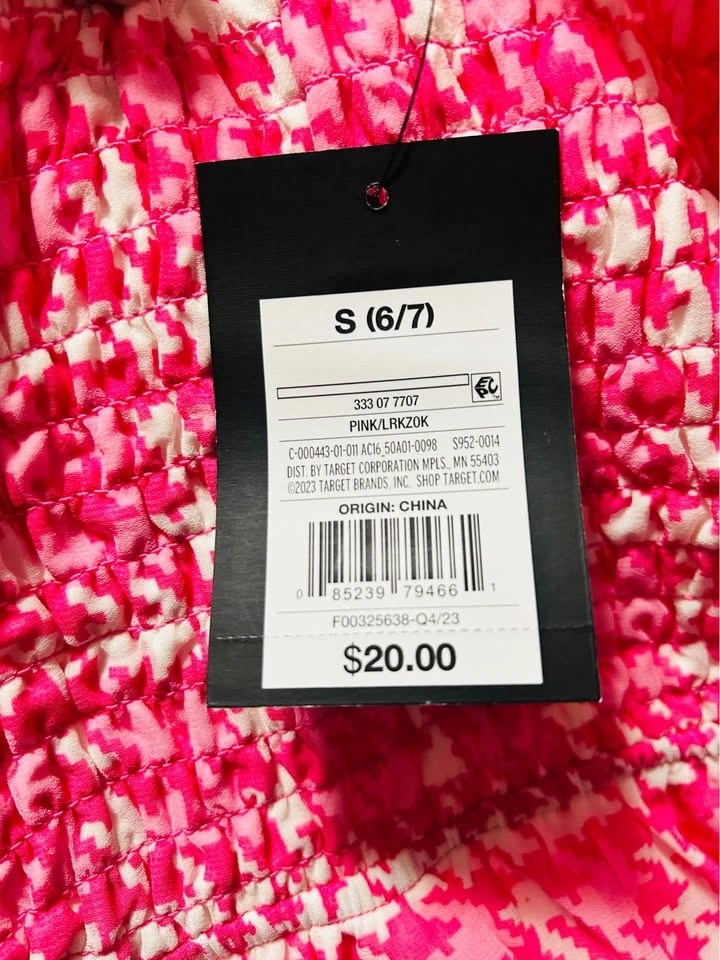 S (6/7)
EPC™
333 07 7707
PINK/LRKZ0K
C-000443-01-011 AC16_50A01-0098 S952-0014
DIST. BY TARGET CORPORATION MPLS., MN 55403
©2023 TARGET BRANDS, INC. SHOP TARGET.COM
ORIGIN: CHINA
0 85239 79466 1
F00325638-Q4/23
$20.00